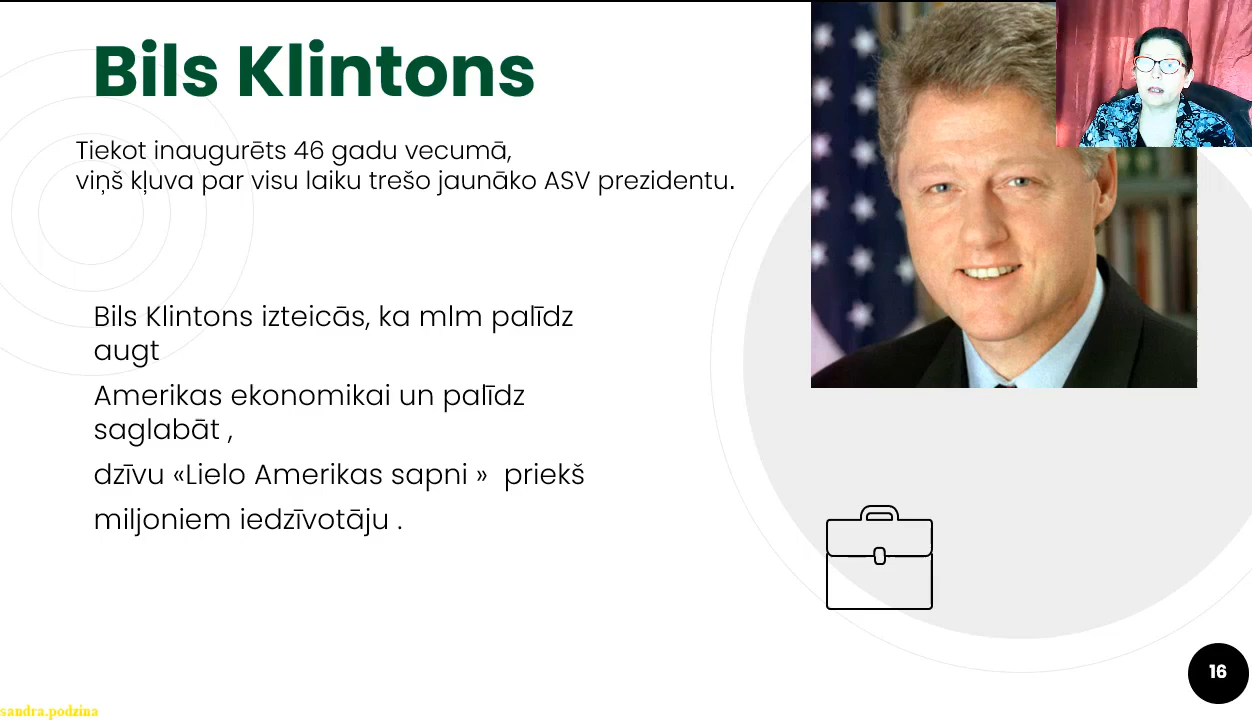 Bils Klintons
Tiekot inaugurēts 46 gadu vecumā,
viņš kļuva par visu laiku trešo jaunāko ASV prezidentu.
Bils Klintons izteicās, ka mlm palīdz
augt
Amerikas ekonomikai un palīdz
saglabāt ,
dzīvu «Lielo Amerikas sapni »  priekš
miljoniem iedzīvotāju .
16
sandra.podzina